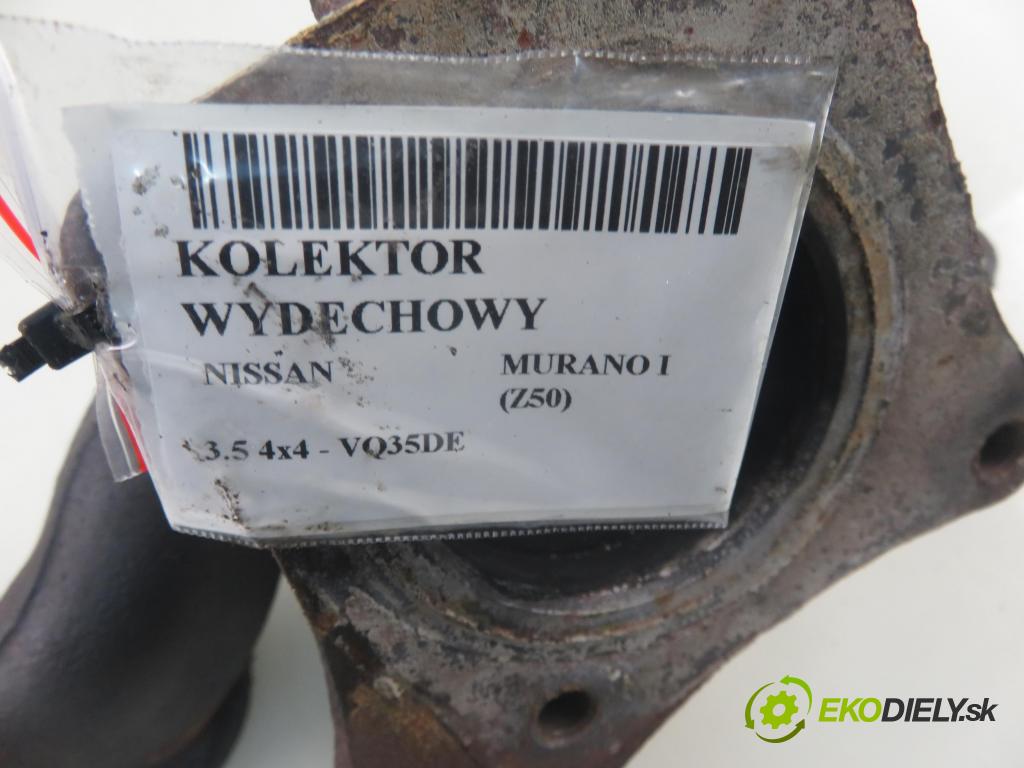 KOLEKTOR
WYDECHOWY
NISSAN MURANO I
(Z50)
3.5 4x4 - VQ35DE
EKODIELY.sk